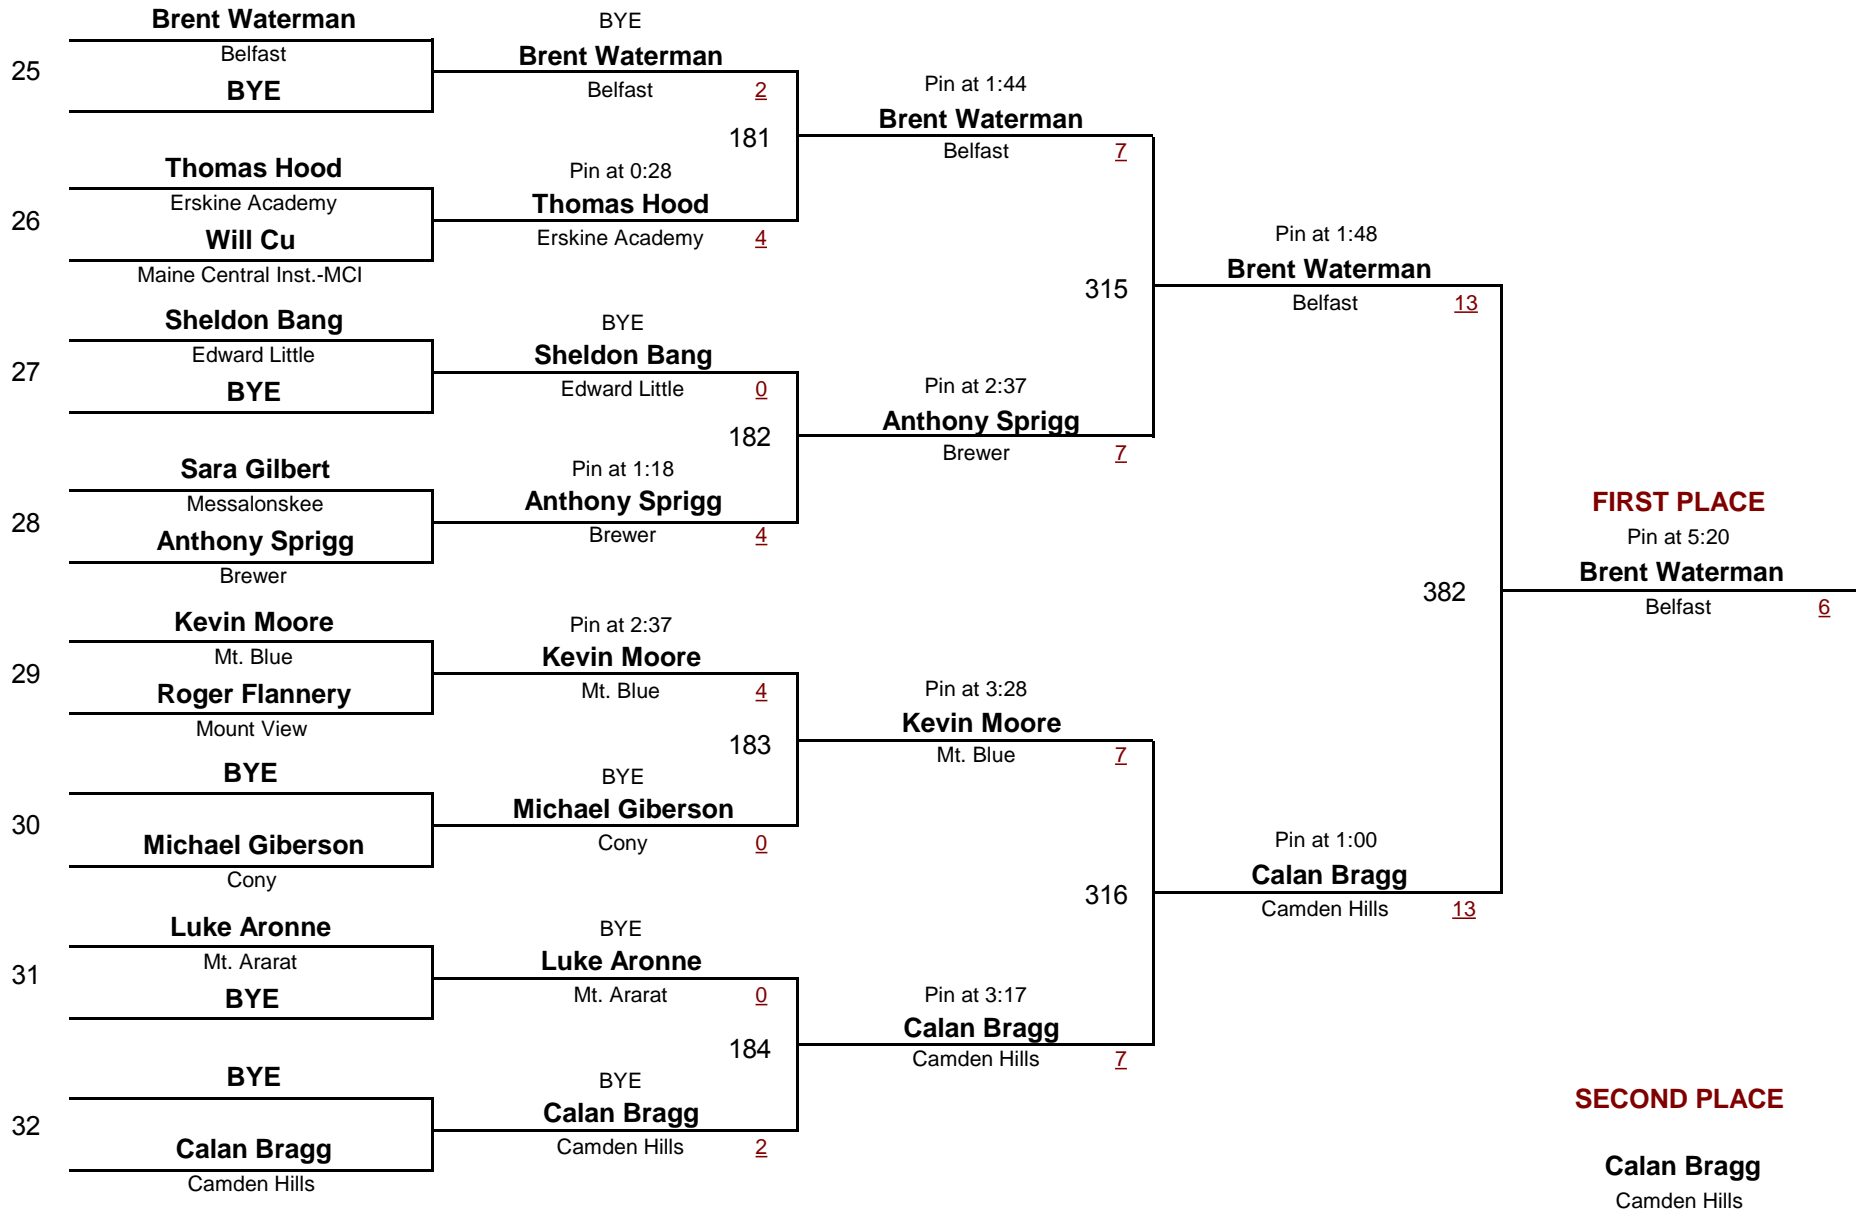 Brent Waterman
Belfast
25
BYE
Thomas Hood
Erskine Academy
26
Will Cu
Maine Central Inst.-MCI
Sheldon Bang
Edward Little
27
BYE
Sara Gilbert
Messalonskee
28
Anthony Sprigg
Brewer
Kevin Moore
Mt. Blue
29
Roger Flannery
Mount View
BYE
30
Michael Giberson
Cony
Luke Aronne
Mt. Ararat
31
BYE
BYE
32
Calan Bragg
Camden Hills
BYE
Brent Waterman
Belfast 2
181
Pin at 0:28
Thomas Hood
Erskine Academy 4
BYE
Sheldon Bang
Edward Little 0
182
Pin at 1:18
Anthony Sprigg
Brewer 4
Pin at 2:37
Kevin Moore
Mt. Blue 4
183
BYE
Michael Giberson
Cony 0
BYE
Luke Aronne
Mt. Ararat 0
184
BYE
Calan Bragg
Camden Hills 2
Pin at 1:44
Brent Waterman
Belfast 7
315
Pin at 2:37
Anthony Sprigg
Brewer 7
Pin at 3:28
Kevin Moore
Mt. Blue 7
316
Pin at 3:17
Calan Bragg
Camden Hills 7
Pin at 1:48
Brent Waterman
Belfast 13
382
Pin at 1:00
Calan Bragg
Camden Hills 13
FIRST PLACE
Pin at 5:20
Brent Waterman
Belfast 6
SECOND PLACE
Calan Bragg
Camden Hills